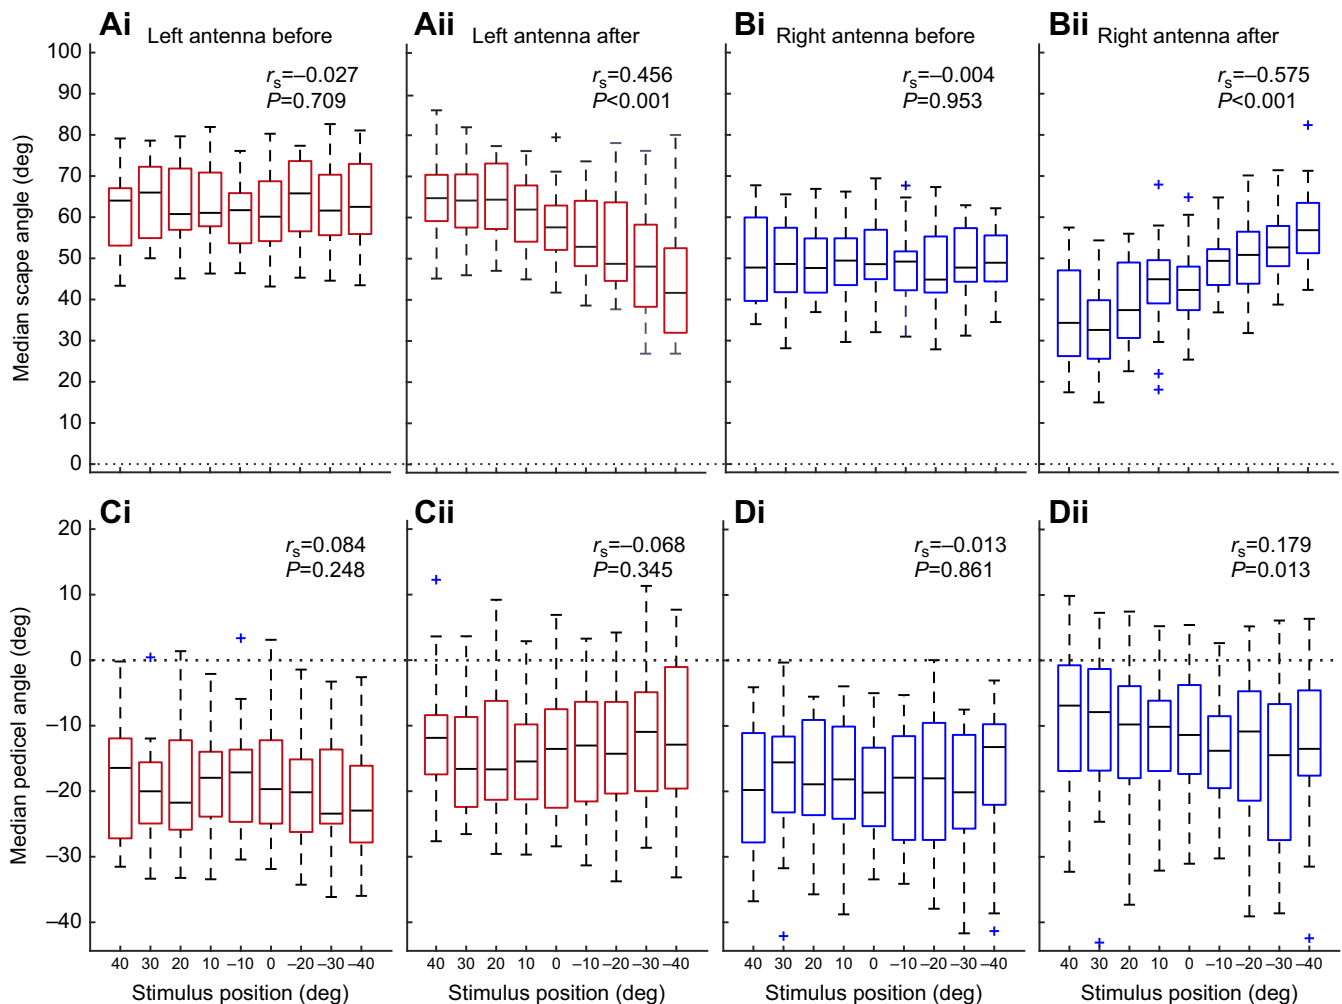 Ai
Left antenna before
Aii
Left antenna after
Bi
Right antenna before
Bii
Right antenna after
rs=–0.027
P=0.709
rs=0.456
P<0.001
rs=–0.004
P=0.953
rs=–0.575
P<0.001
Median scape angle (deg)
100
90
80
70
60
50
40
30
20
10
0
Ci
Cii
Di
Dii
rs=0.084
P=0.248
rs=–0.068
P=0.345
rs=–0.013
P=0.861
rs=0.179
P=0.013
Median pedicel angle (deg)
20
10
0
–10
–20
–30
–40
40 30 20 10 –10 0 –20 –30 –40
40 30 20 10 0 –10 –20 –30 –40
40 30 20 10 0 –10 –20 –30 –40
40 30 20 10 0 –10 –20 –30 –40
Stimulus position (deg)
Stimulus position (deg)
Stimulus position (deg)
Stimulus position (deg)